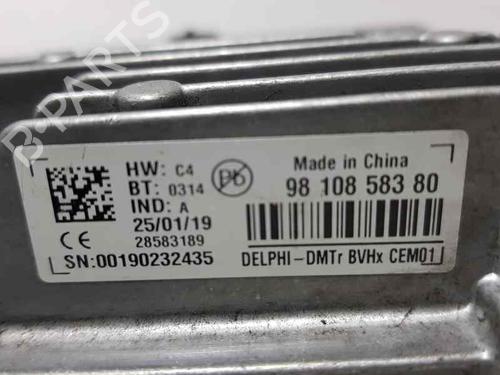 HW: C4
BT: 0314
IND: A
25/01/19
28583189
SN:00190232435
Pb
Made in China
98 108 583 80
DELPHI-DMTr BVHx CEM01
B-PARTS